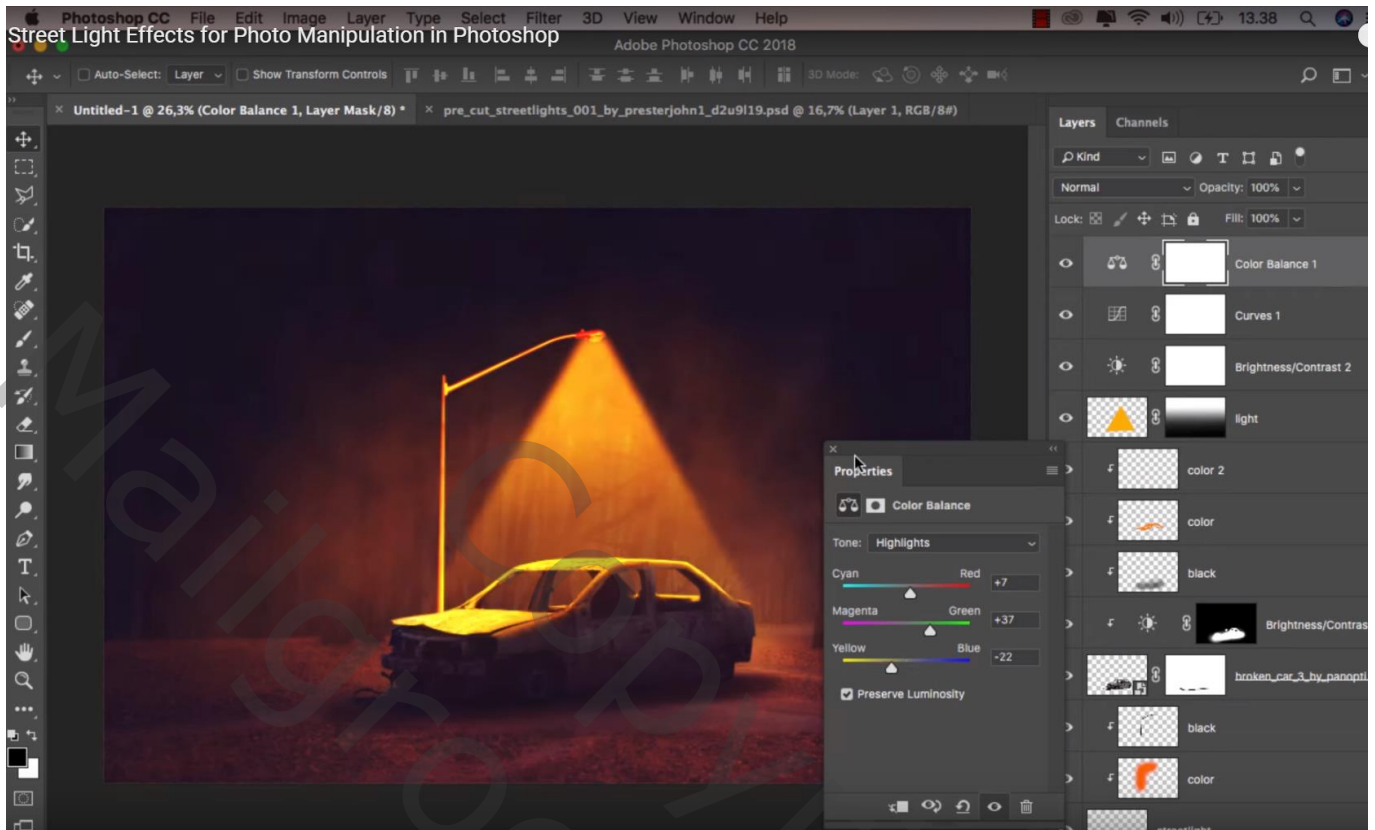 Photoshop CC File Edit Image Layer Type Select Filter 3D View Window Help 13.38
Street Light Effects for Photo Manipulation in Photoshop
Adobe Photoshop CC 2018
Auto-Select: Layer Show Transform Controls 3D Mode:
× Untitled-1 @ 26,3% (Color Balance 1, Layer Mask/8) * × pre_cut_streetlights_001_by_presterjohn1_d2u9l19.psd @ 16,7% (Layer 1, RGB/8#)
Layers Channels
Kind
Normal Opacity: 100%
Lock: Fill: 100%
Color Balance 1
Curves 1
Brightness/Contrast 2
light
color 2
color
black
Brightness/Contras
broken_car_3_by_panopti
black
color
Properties
Color Balance
Tone: Highlights
Cyan Red +7
Magenta Green +37
Yellow Blue -22
Preserve Luminosity